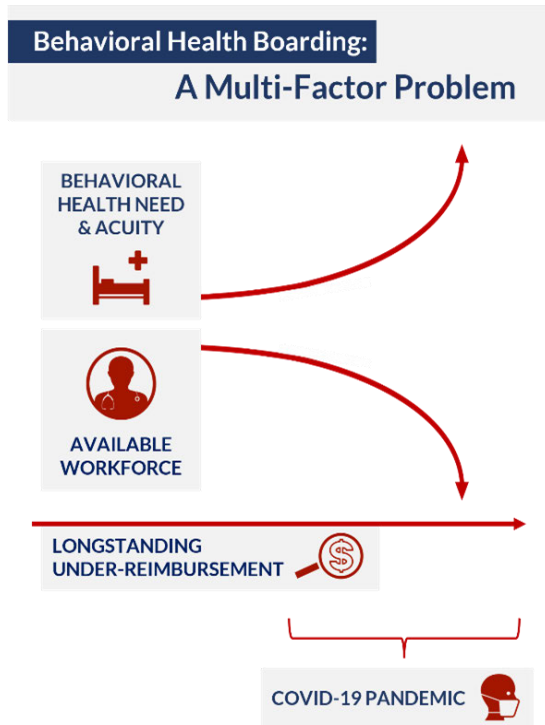 Behavioral Health Boarding:
A Multi-Factor Problem
BEHAVIORAL
HEALTH NEED
& ACUITY
AVAILABLE
WORKFORCE
LONGSTANDING
UNDER-REIMBURSEMENT
$
COVID-19 PANDEMIC